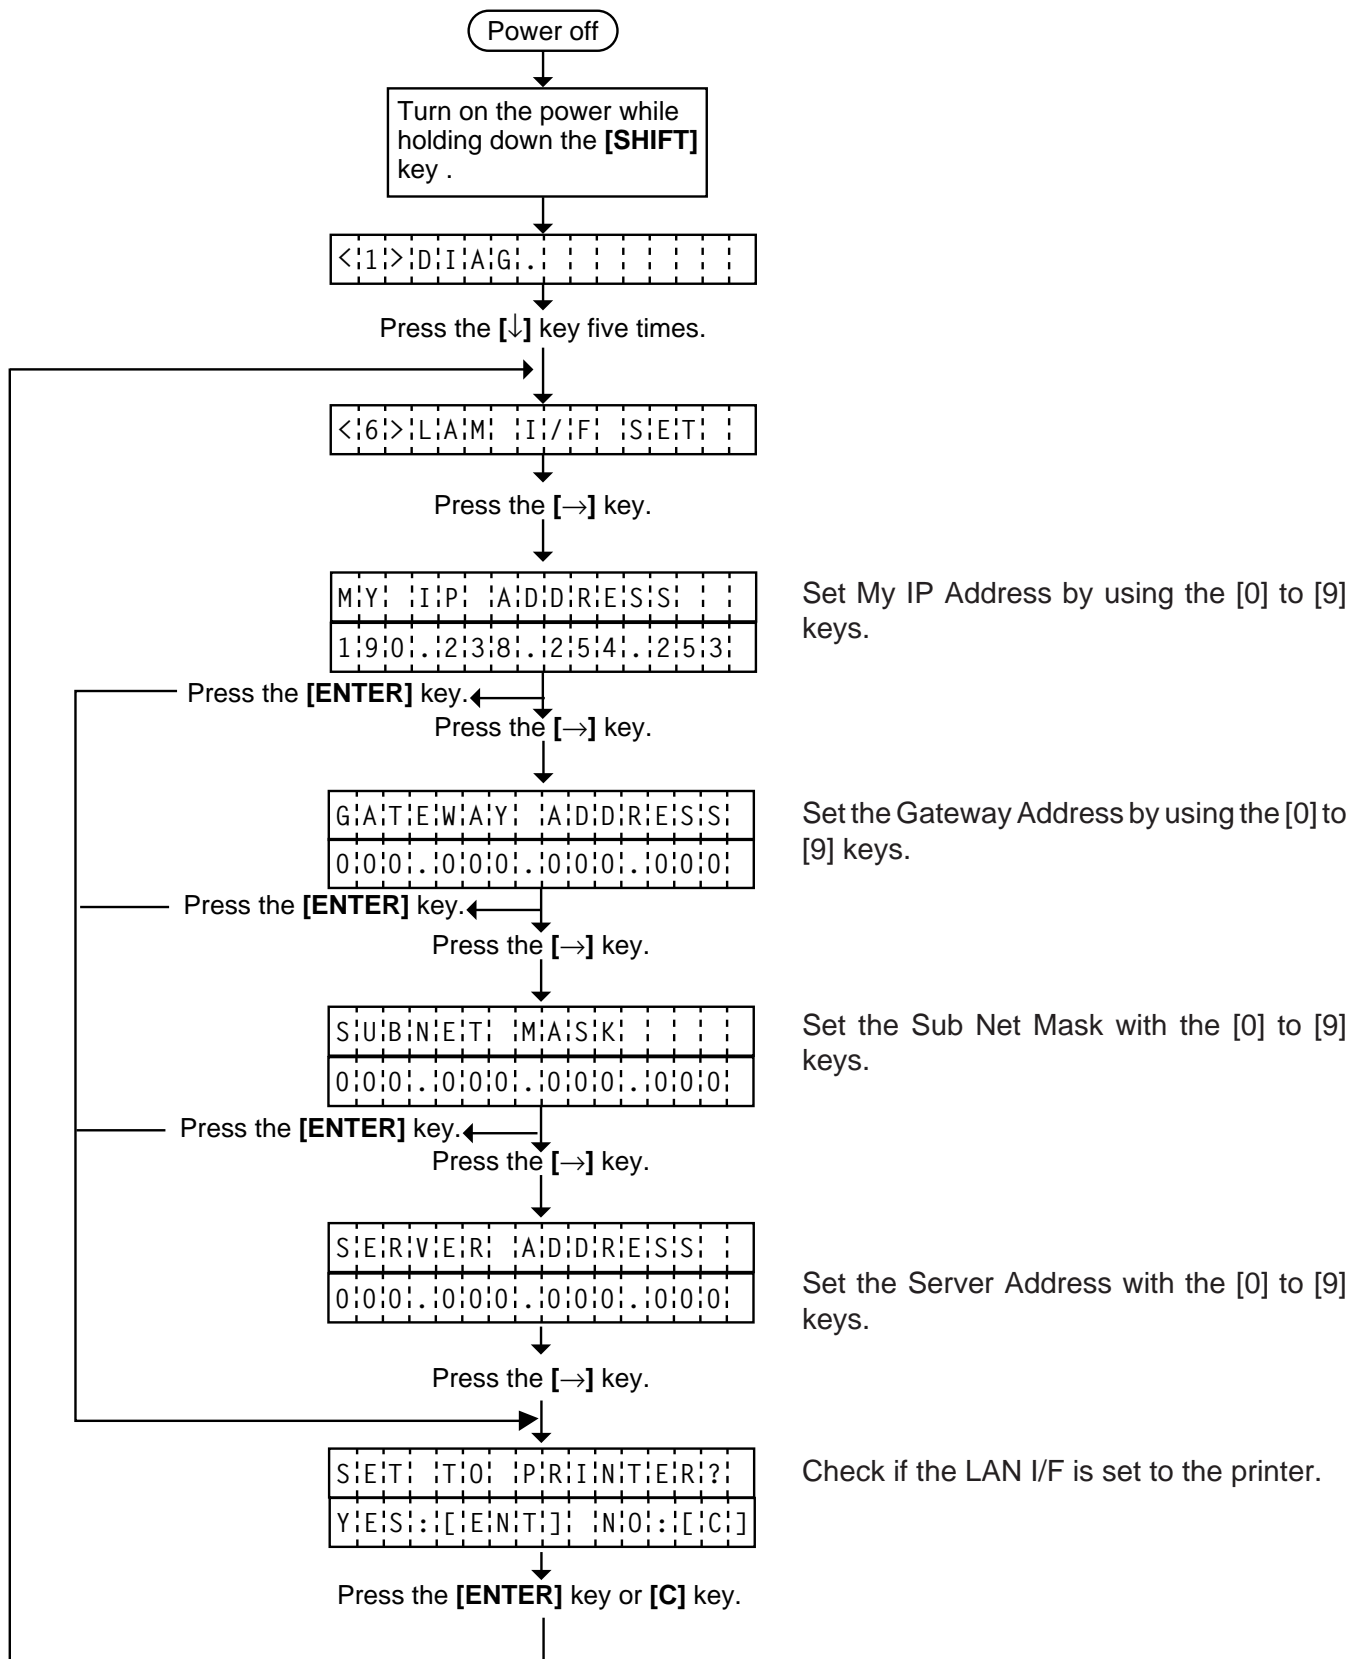 Power off
Turn on the power while
holding down the [SHIFT]
key .
<1>DIAG.
Press the [↓] key five times.
<6>LAM I/F SET
Press the [→] key.
MY IP ADDRESS
190.238.254.253
Set My IP Address by using the [0] to [9]
keys.
Press the [ENTER] key.
Press the [→] key.
GATEWAY ADDRESS
000.000.000.000
Set the Gateway Address by using the [0] to
[9] keys.
Press the [ENTER] key.
Press the [→] key.
SUBNET MASK
000.000.000.000
Set the Sub Net Mask with the [0] to [9]
keys.
Press the [ENTER] key.
Press the [→] key.
SERVER ADDRESS
000.000.000.000
Set the Server Address with the [0] to [9]
keys.
Press the [→] key.
SET TO PRINTER?
YES:[ENT] NO:[C]
Check if the LAN I/F is set to the printer.
Press the [ENTER] key or [C] key.